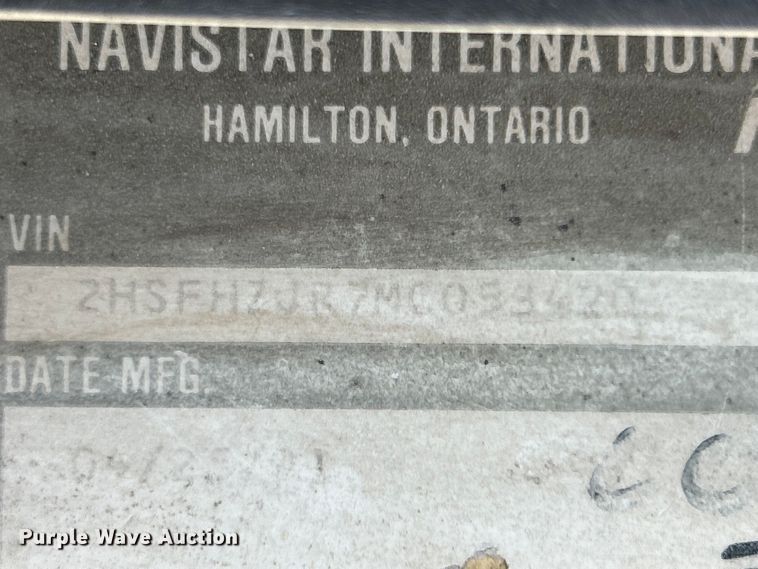 NAVISTAR INTERNATIONA
HAMILTON, ONTARIO
VIN
2HSFHZJR7MC053420
DATE MFG.
Purple Wave Auction